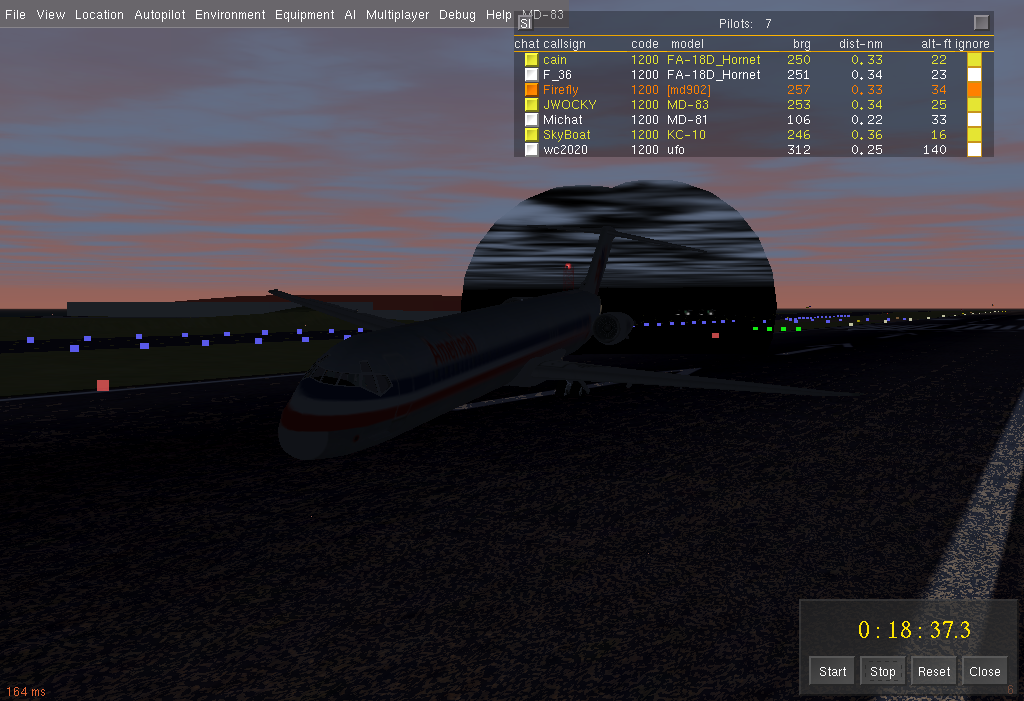 File View Location Autopilot Environment Equipment AI Multiplayer Debug Help MD-83
SI Pilots: 7
chat callsign code model brg dist-nm alt-ft ignore
cain 1200 FA-18D_Hornet 250 0.33 22
F_36 1200 FA-18D_Hornet 251 0.34 23
Firefly 1200 [md902] 257 0.33 34
JWOCKY 1200 MD-83 253 0.34 25
Michat 1200 MD-81 106 0.22 33
SkyBoat 1200 KC-10 246 0.36 16
wc2020 1200 ufo 312 0.25 140
American
0:18:37.3
Start Stop Reset Close
164 ms
6